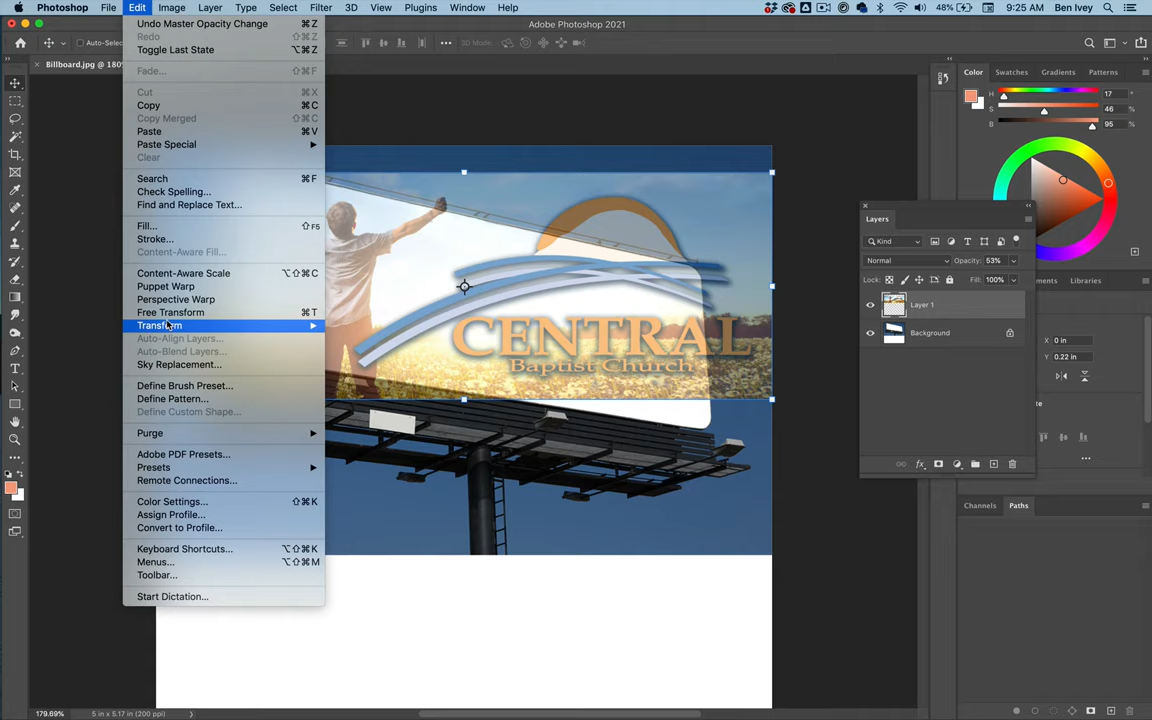 Photoshop File Edit Image Layer Type Select Filter 3D View Plugins Window Help 48% 9:25 AM Ben Ivey
Undo Master Opacity Change ⌘Z
Adobe Photoshop 2021
Redo ⇧⌘Z
Auto-Selec
3D Mode:
Toggle Last State ⌥⌘Z
Billboard.jpg @ 180%
Fade... ⇧⌘F
Color Swatches Gradients Patterns
Cut ⌘X
H 17 °
Copy ⌘C
S 46 %
Copy Merged ⇧⌘C
B 95 %
Paste ⌘V
Paste Special
Clear
Search ⌘F
Check Spelling...
Find and Replace Text...
Layers
Fill... ⇧F5
Stroke...
Kind
Content-Aware Fill...
Normal Opacity: 53%
Content-Aware Scale ⌥⇧⌘C
Lock: Fill: 100%
Puppet Warp
Perspective Warp
Layer 1
Free Transform ⌘T
Transform
Background
Auto-Align Layers...
X 0 in
Auto-Blend Layers...
Y 0.22 in
Sky Replacement...
CENTRAL
Baptist Church
Define Brush Preset...
Define Pattern...
Define Custom Shape...
Purge
Adobe PDF Presets...
Presets
Remote Connections...
Color Settings... ⇧⌘K
Assign Profile...
Channels Paths
Convert to Profile...
Keyboard Shortcuts... ⌥⇧⌘K
Menus... ⌥⇧⌘M
Toolbar...
Start Dictation...
179.69% 5 in x 5.17 in (200 ppi)